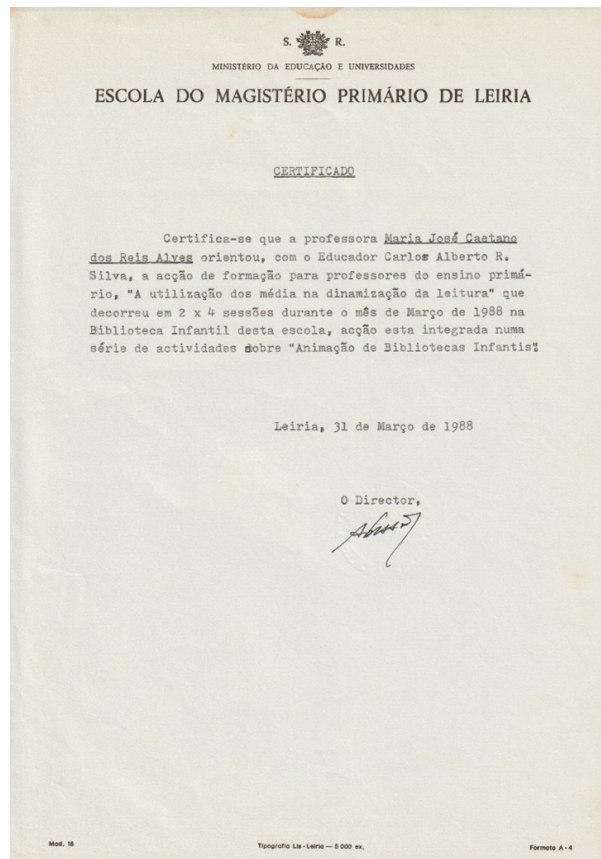 S. R.
MINISTÉRIO DA EDUCAÇÃO E UNIVERSIDADES
ESCOLA DO MAGISTÉRIO PRIMÁRIO DE LEIRIA
CERTIFICADO
Certifica-se que a professora Maria José Caetano
dos Reis Alves orientou, com o Educador Carlos Alberto R.
Silva, a acção de formação para professores do ensino primá-
rio, "A utilização dos média na dinamização da leitura" que
decorreu em 2 x 4 sessões durante o mês de Março de 1988 na
Biblioteca Infantil desta escola, acção esta integrada numa
série de actividades sobre "Animação de Bibliotecas Infantis".
Leiria, 31 de Março de 1988
O Director,
Mod. 18
Tipografia Lis - Leiria — 5 000 ex.
Formato A - 4